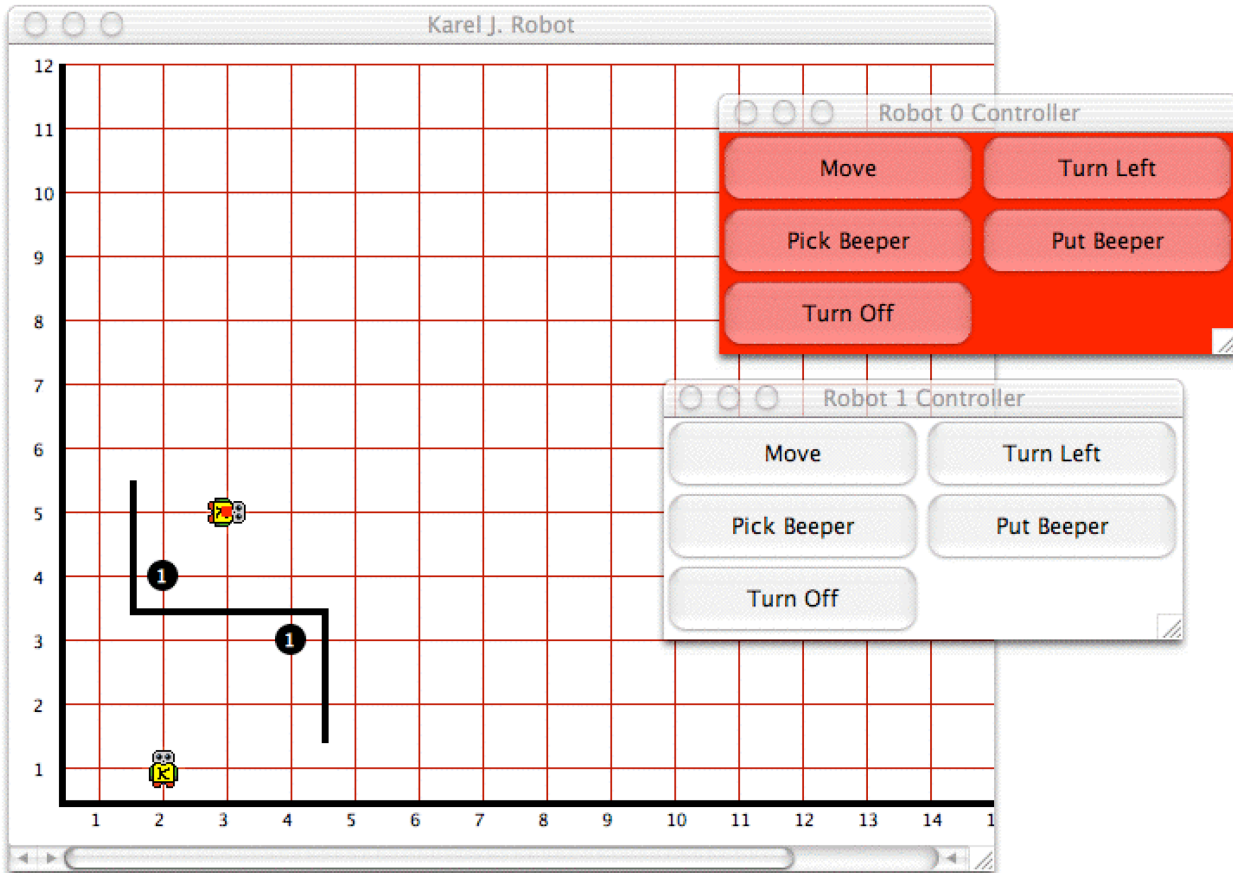 Karel J. Robot
12
11
10
9
8
7
6
5
4
3
2
1
1
1
K
1 2 3 4 5 6 7 8 9 10 11 12 13 14 1
Robot 0 Controller
Move Turn Left
Pick Beeper Put Beeper
Turn Off
Robot 1 Controller
Move Turn Left
Pick Beeper Put Beeper
Turn Off